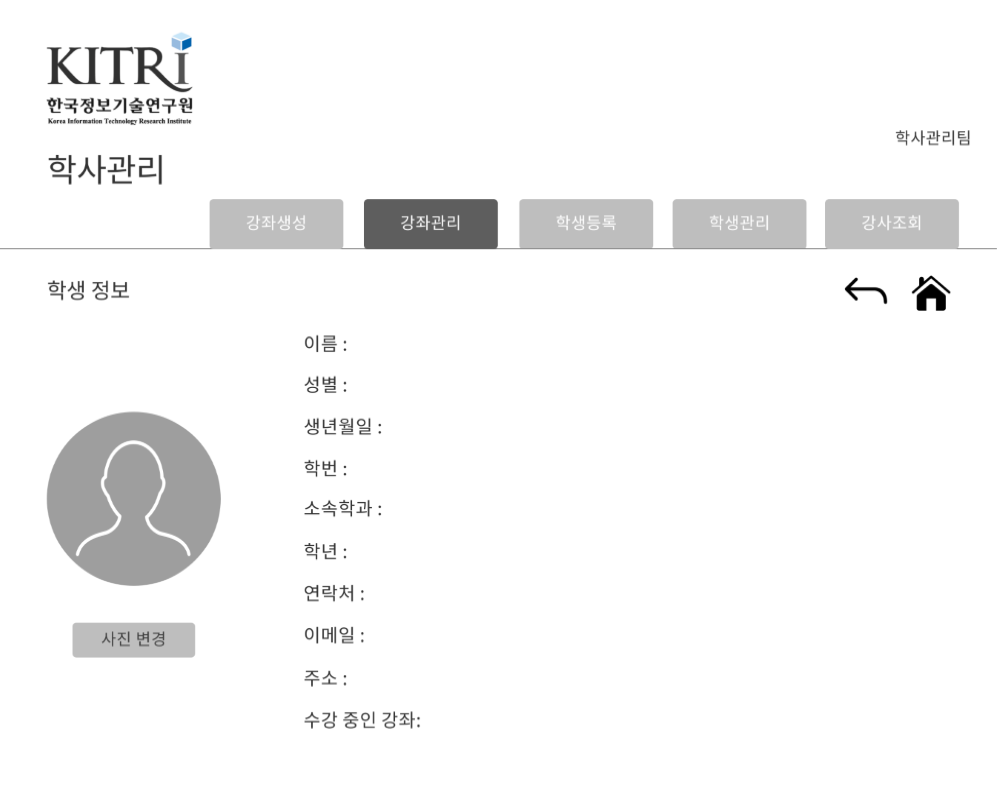 KITRI
한국정보기술연구원
Korea Information Technology Research Institute
학사관리팀
학사관리
강좌생성
강좌관리
학생등록
학생관리
강사조회
학생 정보
이름 :
성별 :
생년월일 :
학번 :
소속학과 :
학년 :
연락처 :
이메일 :
주소 :
수강 중인 강좌:
사진 변경